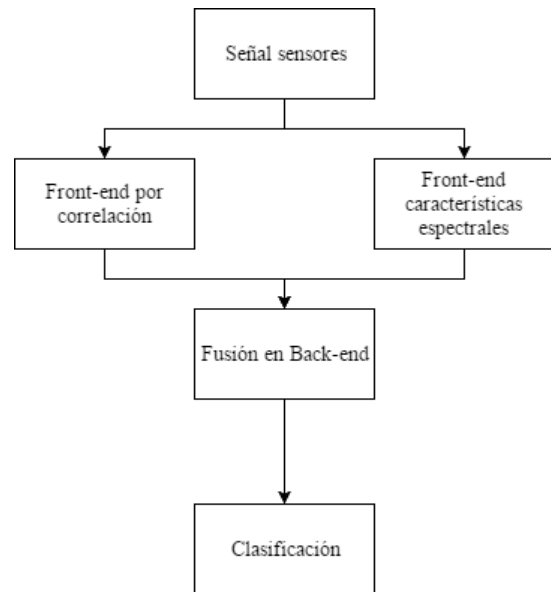 Señal sensores
Front-end por
correlación
Front-end
características
espectrales
Fusión en Back-end
Clasificación